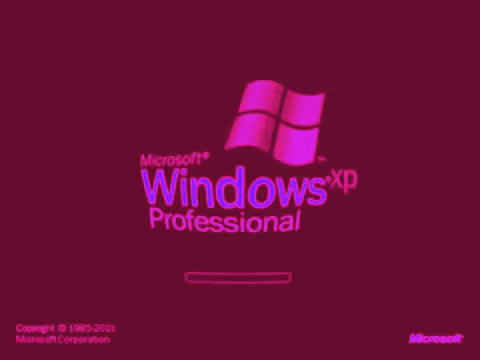 Microsoft®
Windows xp
Professional
Copyright © 1985-2001
Microsoft Corporation
Microsoft